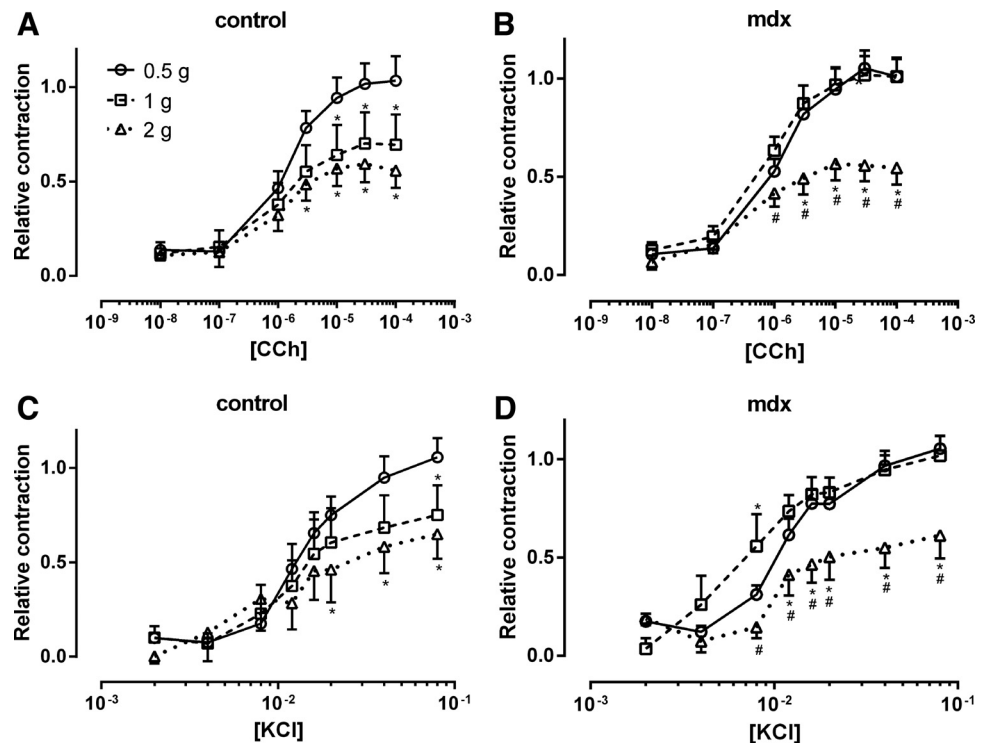 A
control
Relative contraction
1.0
0.5
0.0
0.5 g
1 g
2 g
* * *
* * * *
10⁻⁹ 10⁻⁸ 10⁻⁷ 10⁻⁶ 10⁻⁵ 10⁻⁴ 10⁻³
[CCh]
B
mdx
Relative contraction
1.0
0.5
0.0
*
* * * *
# # # # #
10⁻⁹ 10⁻⁸ 10⁻⁷ 10⁻⁶ 10⁻⁵ 10⁻⁴ 10⁻³
[CCh]
C
control
Relative contraction
1.0
0.5
0.0
*
* * *
10⁻³ 10⁻² 10⁻¹
[KCl]
D
mdx
Relative contraction
1.0
0.5
0.0
*
* * * * *
# # # # # #
10⁻³ 10⁻² 10⁻¹
[KCl]